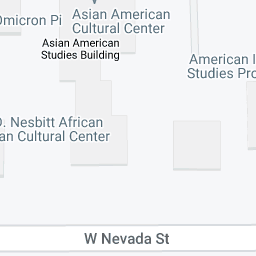 Omicron Pi
Asian American
Cultural Center
Asian American
Studies Building
American I
Studies Pro
D. Nesbitt African
an Cultural Center
W Nevada St